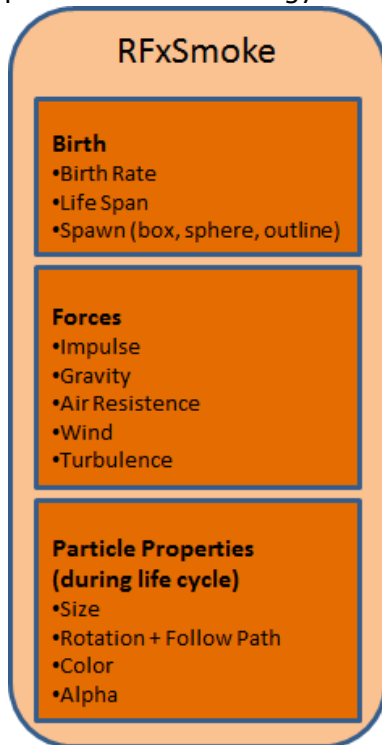 RFxSmoke
Birth
•Birth Rate
•Life Span
•Spawn (box, sphere, outline)
Forces
•Impulse
•Gravity
•Air Resistence
•Wind
•Turbulence
Particle Properties
(during life cycle)
•Size
•Rotation + Follow Path
•Color
•Alpha